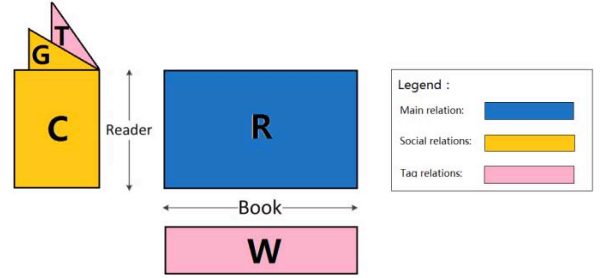 T
G
C
Reader
R
Book
W
Legend :
Main relation:
Social relations:
Tag relations: